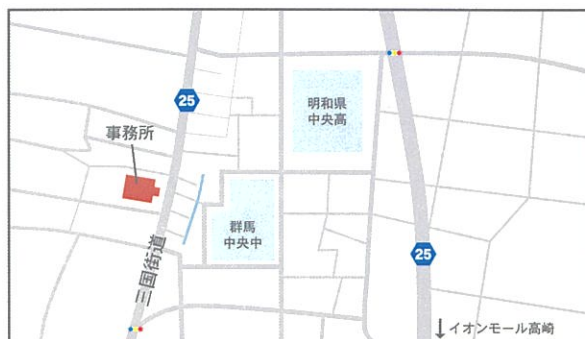 明和県
中央高
25
事務所
群馬
中央中
三国街道
25
↓イオンモール高崎